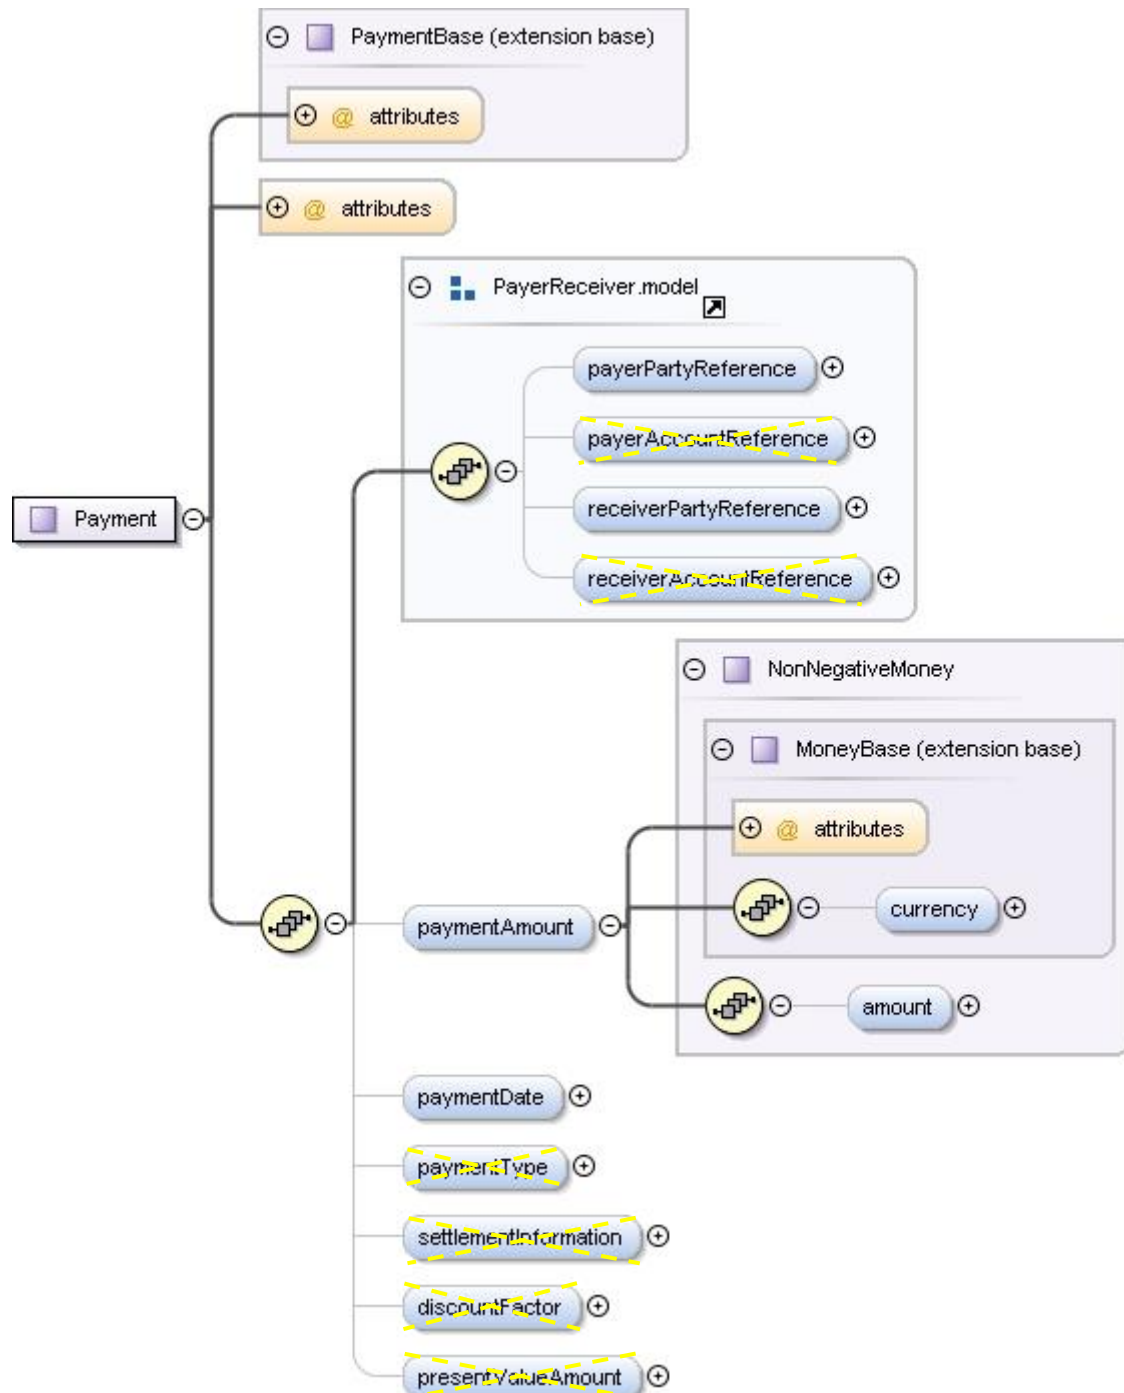 PaymentBase (extension base)
@ attributes
@ attributes
PayerReceiver.model
payerPartyReference
payerAccountReference
Payment
receiverPartyReference
receiverAccountReference
NonNegativeMoney
MoneyBase (extension base)
@ attributes
currency
paymentAmount
amount
paymentDate
paymentType
settlementInformation
discountFactor
presentValueAmount